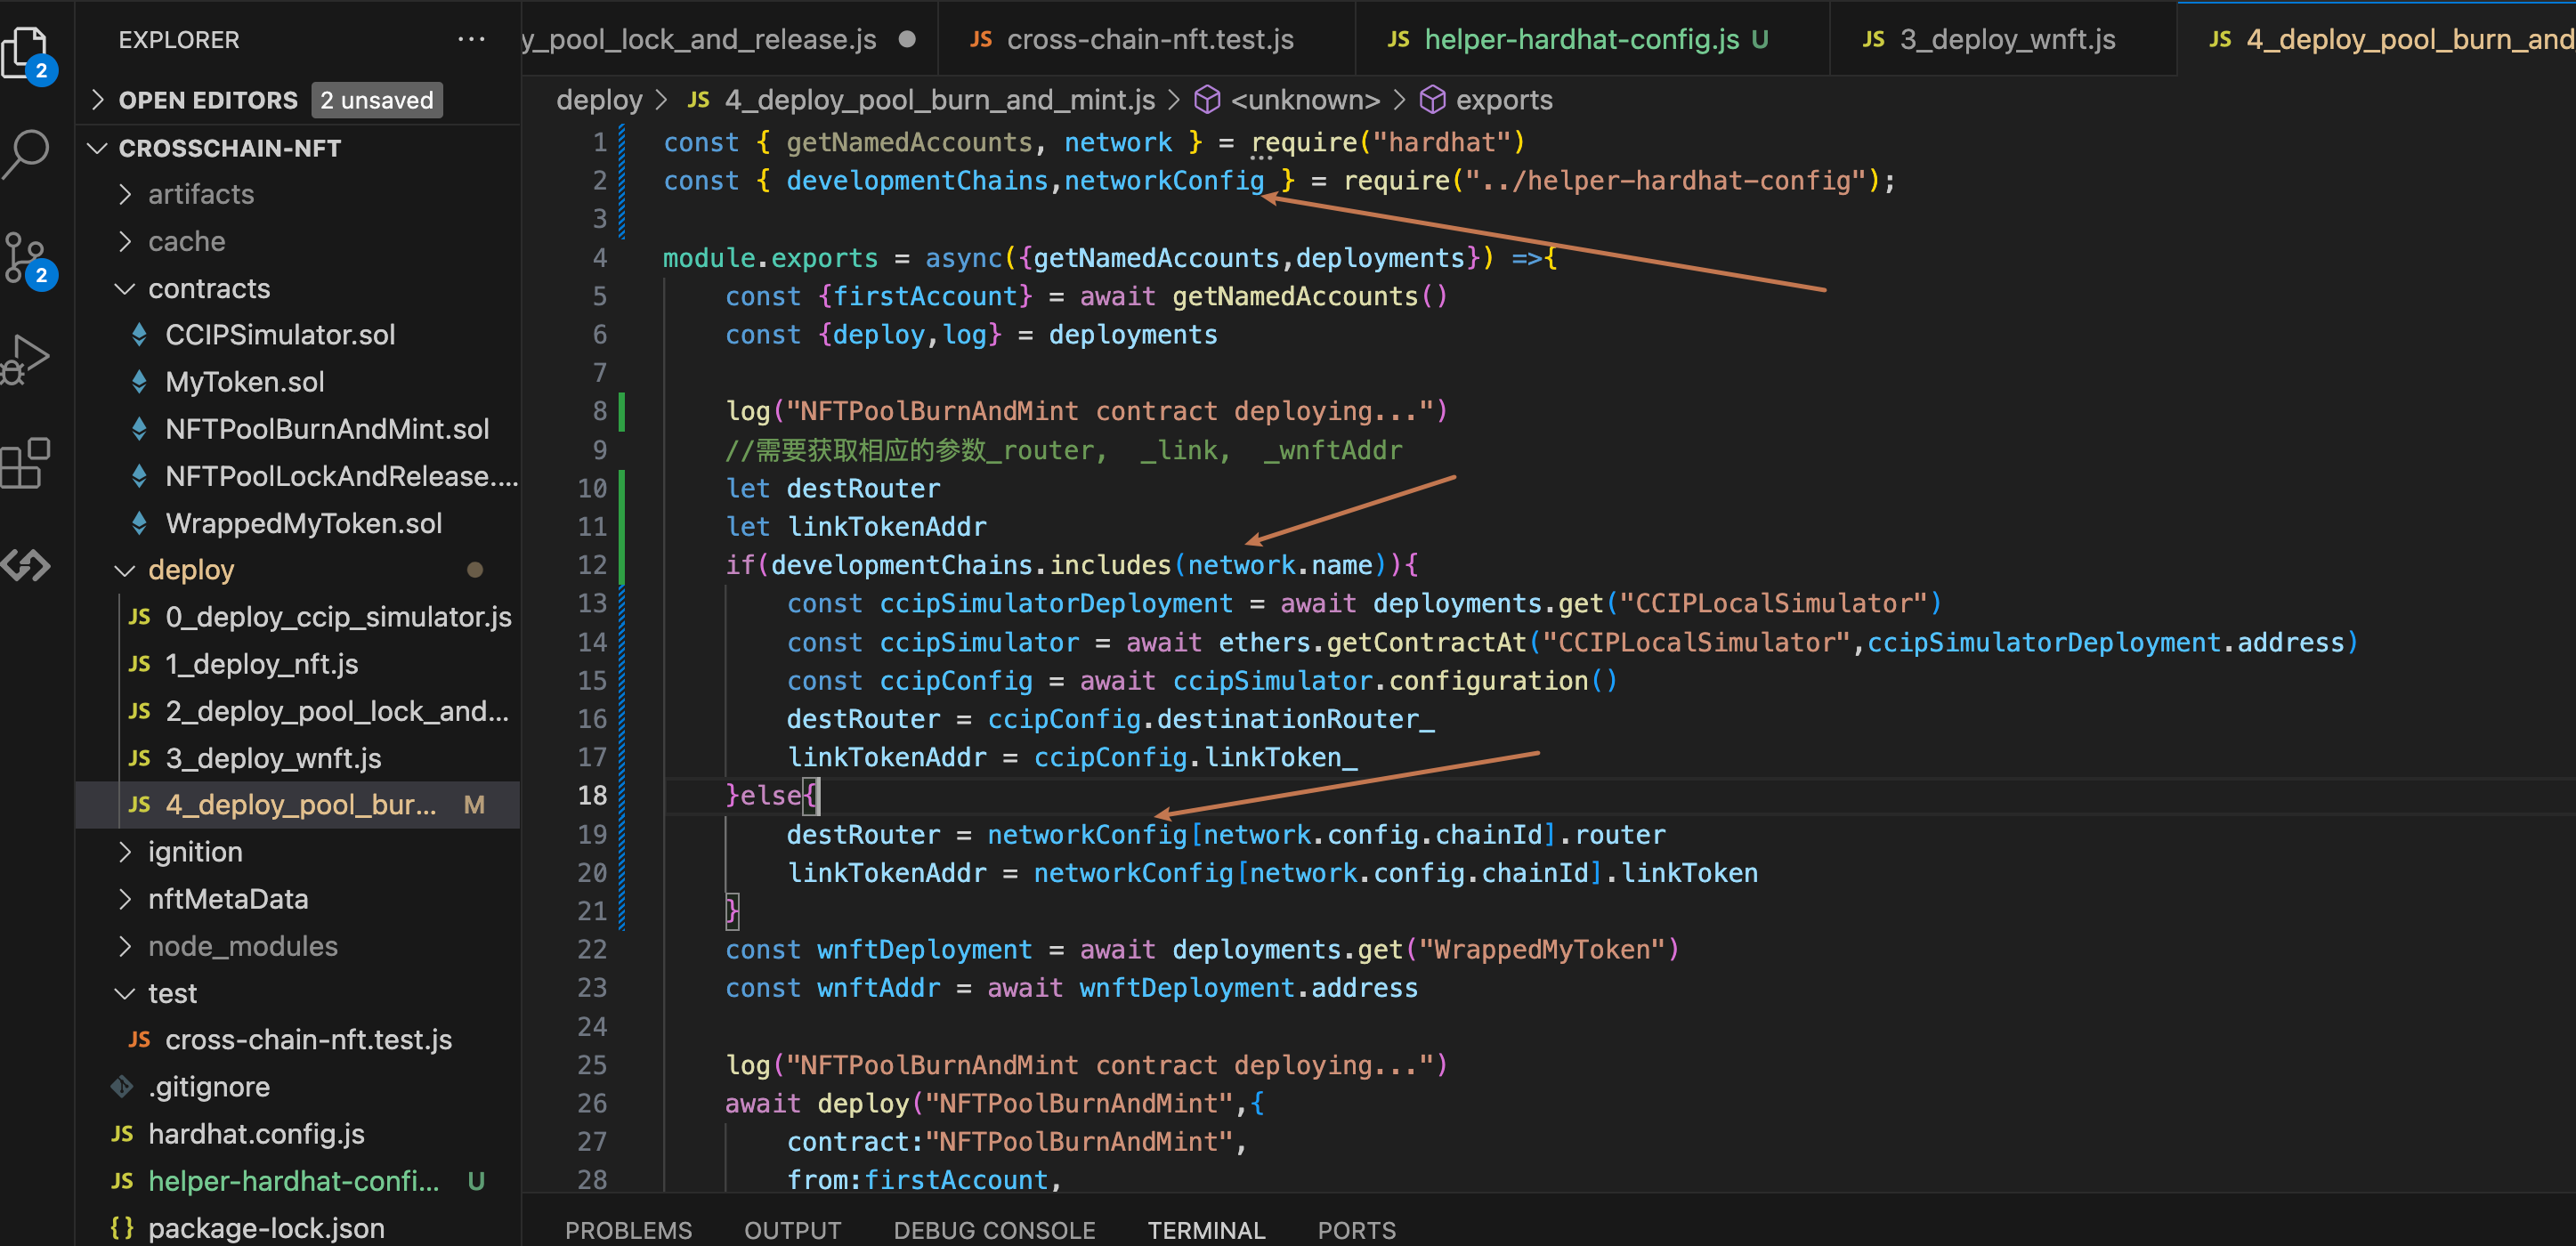 EXPLORER
···
2
OPEN EDITORS 2 unsaved
CROSSCHAIN-NFT
artifacts
cache
2
contracts
CCIPSimulator.sol
MyToken.sol
NFTPoolBurnAndMint.sol
NFTPoolLockAndRelease....
WrappedMyToken.sol
deploy
JS 0_deploy_ccip_simulator.js
JS 1_deploy_nft.js
JS 2_deploy_pool_lock_and...
JS 3_deploy_wnft.js
JS 4_deploy_pool_bur... M
ignition
nftMetaData
node_modules
test
JS cross-chain-nft.test.js
.gitignore
JS hardhat.config.js
JS helper-hardhat-confi... U
{} package-lock.json
y_pool_lock_and_release.js
JS cross-chain-nft.test.js
JS helper-hardhat-config.js U
JS 3_deploy_wnft.js
JS 4_deploy_pool_burn_and
deploy > JS 4_deploy_pool_burn_and_mint.js > <unknown> > exports
1 const { getNamedAccounts, network } = require("hardhat")
2 const { developmentChains,networkConfig } = require("../helper-hardhat-config");
3
4 module.exports = async({getNamedAccounts,deployments}) =>{
5 const {firstAccount} = await getNamedAccounts()
6 const {deploy,log} = deployments
7
8 log("NFTPoolBurnAndMint contract deploying...")
9 //需要获取相应的参数_router, _link, _wnftAddr
10 let destRouter
11 let linkTokenAddr
12 if(developmentChains.includes(network.name)){
13 const ccipSimulatorDeployment = await deployments.get("CCIPLocalSimulator")
14 const ccipSimulator = await ethers.getContractAt("CCIPLocalSimulator",ccipSimulatorDeployment.address)
15 const ccipConfig = await ccipSimulator.configuration()
16 destRouter = ccipConfig.destinationRouter_
17 linkTokenAddr = ccipConfig.linkToken_
18 }else{
19 destRouter = networkConfig[network.config.chainId].router
20 linkTokenAddr = networkConfig[network.config.chainId].linkToken
21 }
22 const wnftDeployment = await deployments.get("WrappedMyToken")
23 const wnftAddr = await wnftDeployment.address
24
25 log("NFTPoolBurnAndMint contract deploying...")
26 await deploy("NFTPoolBurnAndMint",{
27 contract:"NFTPoolBurnAndMint",
28 from:firstAccount,
PROBLEMS OUTPUT DEBUG CONSOLE TERMINAL PORTS